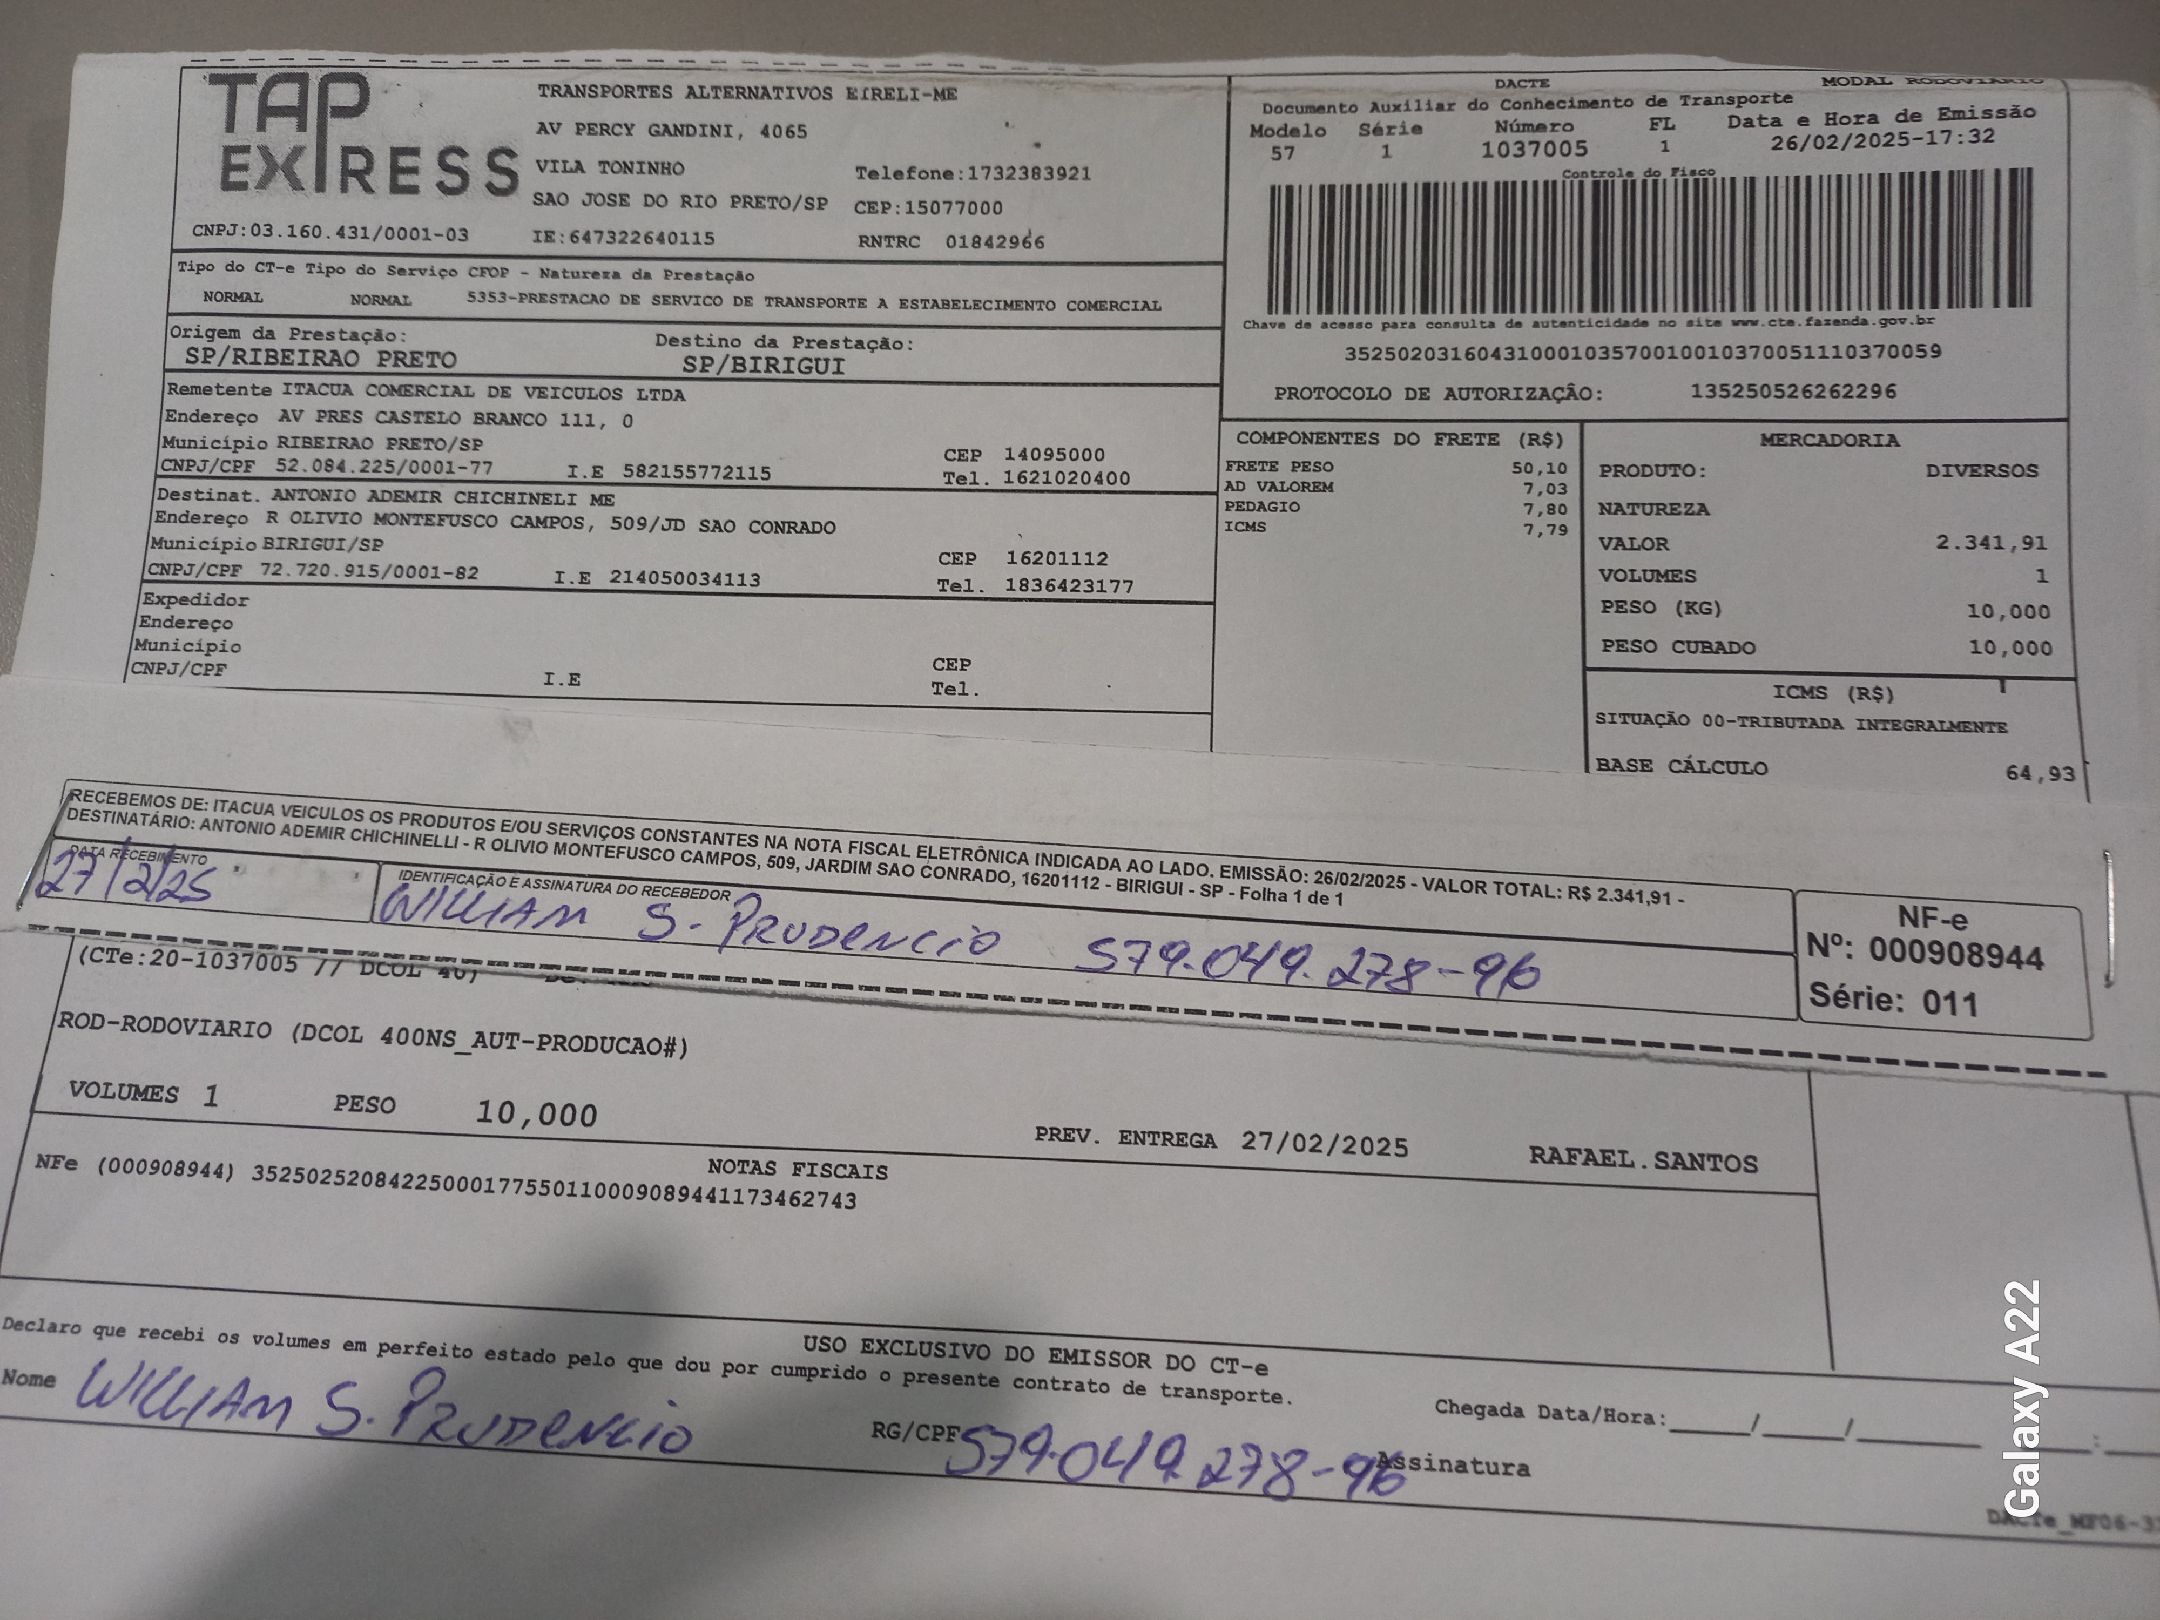 TAP EXPRESS
TRANSPORTES ALTERNATIVOS EIRELI-ME
AV PERCY GANDINI, 4065
VILA TONINHO Telefone:1732383921
SAO JOSE DO RIO PRETO/SP CEP:15077000
CNPJ:03.160.431/0001-03 IE:647322640115 RNTRC 01842966
DACTE MODAL RODOVIARIO
Documento Auxiliar do Conhecimento de Transporte
Modelo Série Número FL Data e Hora de Emissão
57 1 1037005 1 26/02/2025-17:32
Controle do Fisco
Chave de acesso para consulta de autenticidade no site www.cte.fazenda.gov.br
35250203160431000103570010010370051110370059
PROTOCOLO DE AUTORIZAÇÃO: 135250526262296
Tipo do CT-e Tipo do Serviço CFOP - Natureza da Prestação
NORMAL NORMAL 5353-PRESTACAO DE SERVICO DE TRANSPORTE A ESTABELECIMENTO COMERCIAL
Origem da Prestação: Destino da Prestação:
SP/RIBEIRAO PRETO SP/BIRIGUI
Remetente ITACUA COMERCIAL DE VEICULOS LTDA
Endereço AV PRES CASTELO BRANCO 111, 0
Município RIBEIRAO PRETO/SP CEP 14095000
CNPJ/CPF 52.084.225/0001-77 I.E 582155772115 Tel. 1621020400
Destinat. ANTONIO ADEMIR CHICHINELI ME
Endereço R OLIVIO MONTEFUSCO CAMPOS, 509/JD SAO CONRADO
Município BIRIGUI/SP CEP 16201112
CNPJ/CPF 72.720.915/0001-82 I.E 214050034113 Tel. 1836423177
Expedidor
Endereço
Município CEP
CNPJ/CPF I.E Tel.
COMPONENTES DO FRETE (R$)
FRETE PESO 50,10
AD VALOREM 7,03
PEDAGIO 7,80
ICMS 7,79
MERCADORIA
PRODUTO: DIVERSOS
NATUREZA
VALOR 2.341,91
VOLUMES 1
PESO (KG) 10,000
PESO CUBADO 10,000
ICMS (R$)
SITUAÇÃO 00-TRIBUTADA INTEGRALMENTE
BASE CÁLCULO 64,93
RECEBEMOS DE: ITACUA VEICULOS OS PRODUTOS E/OU SERVIÇOS CONSTANTES NA NOTA FISCAL ELETRÔNICA INDICADA AO LADO. EMISSÃO: 26/02/2025 - VALOR TOTAL: R$ 2.341,91 -
DESTINATÁRIO: ANTONIO ADEMIR CHICHINELLI - R OLIVIO MONTEFUSCO CAMPOS, 509, JARDIM SAO CONRADO, 16201112 - BIRIGUI - SP - Folha 1 de 1
DATA RECEBIMENTO IDENTIFICAÇÃO E ASSINATURA DO RECEBEDOR
27/2/25 WILLIAM S. PRUDENCIO 579.049.278-96
NF-e
Nº: 000908944
Série: 011
(CTe:20-1037005 // DCOL 40)
ROD-RODOVIARIO (DCOL 400NS_AUT-PRODUCAO#)
VOLUMES 1 PESO 10,000 PREV. ENTREGA 27/02/2025 RAFAEL.SANTOS
NOTAS FISCAIS
NFe (000908944) 35250252084225000177550110009089441173462743
USO EXCLUSIVO DO EMISSOR DO CT-e
Declaro que recebi os volumes em perfeito estado pelo que dou por cumprido o presente contrato de transporte.
Nome WILLIAM S. PRUDENCIO RG/CPF 579.049.278-96 Assinatura
Chegada Data/Hora:____/____/____ ____:____
Galaxy A22